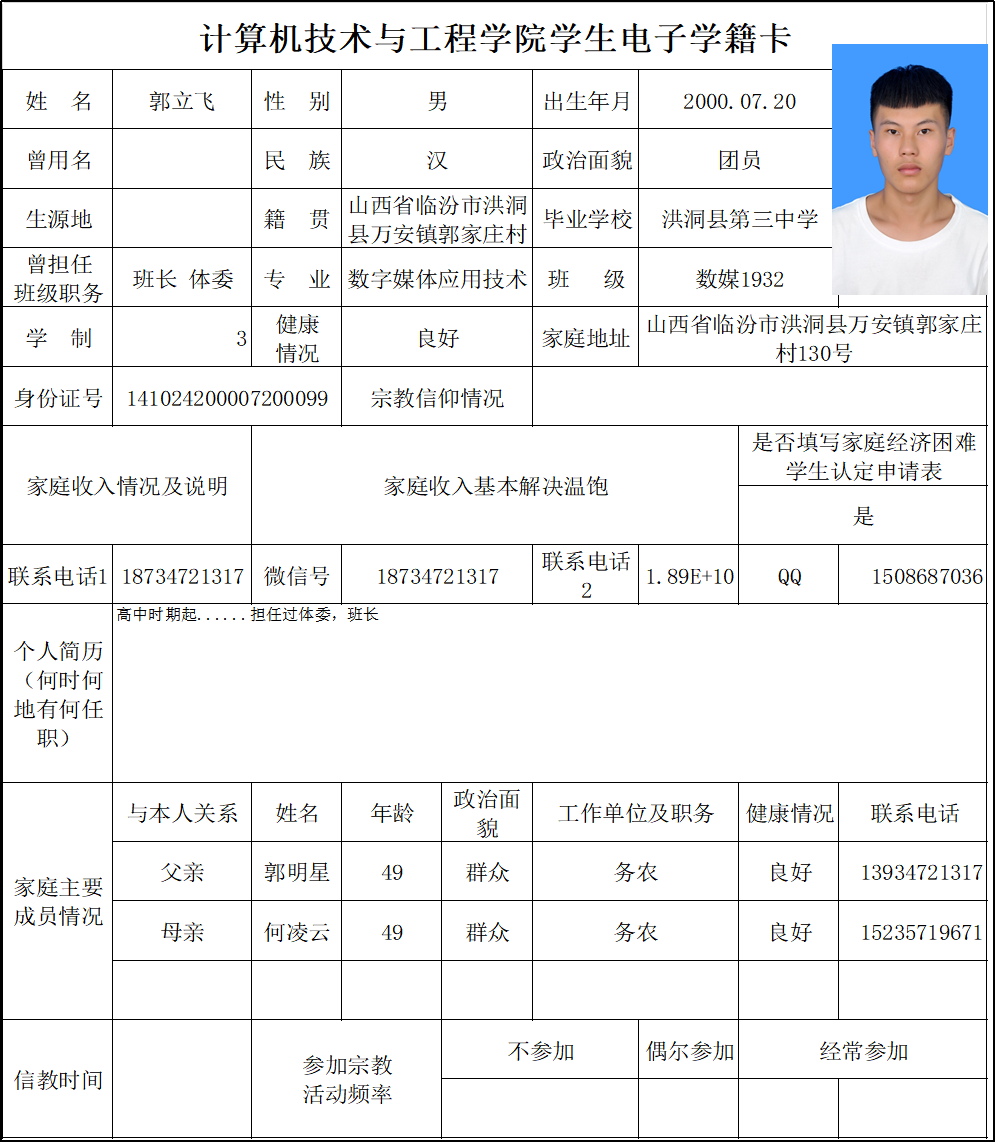 计算机技术与工程学院学生电子学籍卡
姓 名 郭立飞 性 别 男 出生年月 2000.07.20
曾用名 民 族 汉 政治面貌 团员
生源地 籍 贯 山西省临汾市洪洞
县万安镇郭家庄村 毕业学校 洪洞县第三中学
曾担任
班级职务 班长 体委 专 业 数字媒体应用技术 班 级 数媒1932
学 制 3 健康
情况 良好 家庭地址 山西省临汾市洪洞县万安镇郭家庄
村130号
身份证号 141024200007200099 宗教信仰情况
家庭收入情况及说明 家庭收入基本解决温饱 是否填写家庭经济困难
学生认定申请表
是
联系电话1 18734721317 微信号 18734721317 联系电话
2 1.89E+10 QQ 1508687036
个人简历
（何时何
地有何任
职）
高中时期起......担任过体委，班长
家庭主要
成员情况
与本人关系 姓名 年龄 政治面
貌 工作单位及职务 健康情况 联系电话
父亲 郭明星 49 群众 务农 良好 13934721317
母亲 何凌云 49 群众 务农 良好 15235719671
信教时间 参加宗教
活动频率 不参加 偶尔参加 经常参加